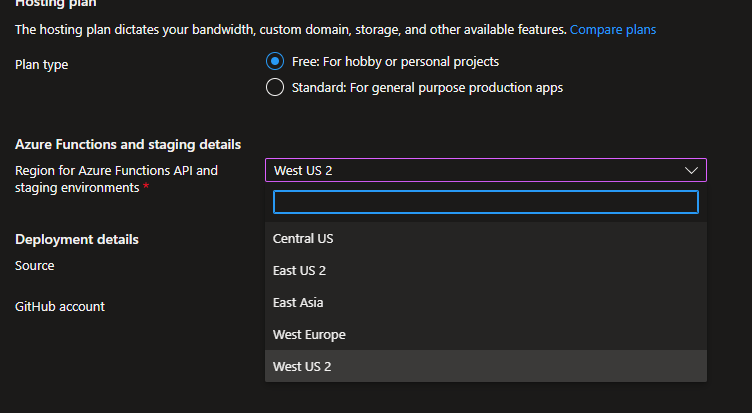 Hosting plan
The hosting plan dictates your bandwidth, custom domain, storage, and other available features. Compare plans
Plan type
Free: For hobby or personal projects
Standard: For general purpose production apps
Azure Functions and staging details
Region for Azure Functions API and
staging environments *
West US 2
Central US
East US 2
East Asia
West Europe
West US 2
Deployment details
Source
GitHub account